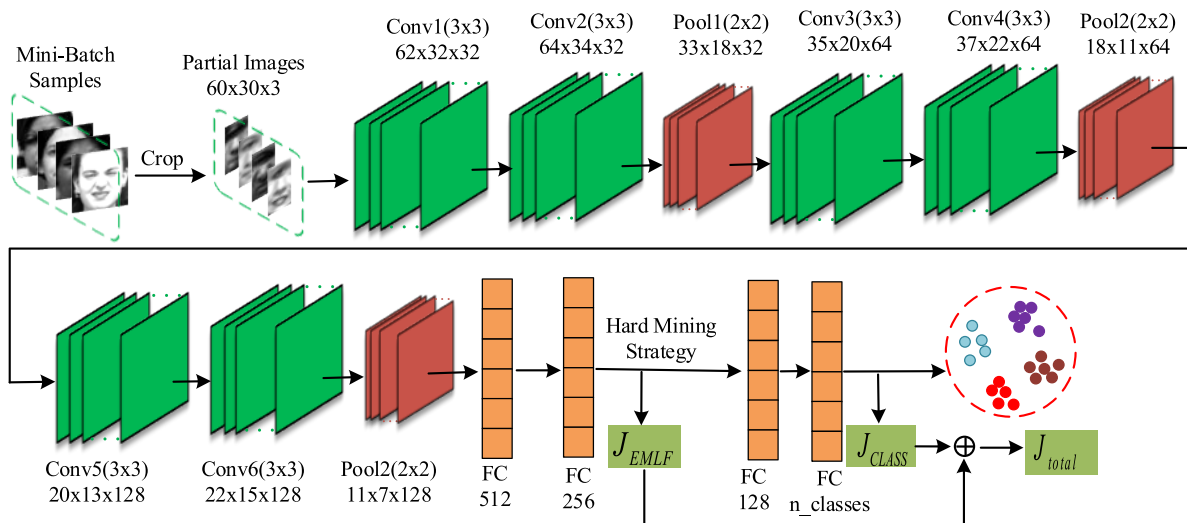 Mini-Batch
Samples
Crop
Partial Images
60x30x3
Conv1(3x3)
62x32x32
Conv2(3x3)
64x34x32
Pool1(2x2)
33x18x32
Conv3(3x3)
35x20x64
Conv4(3x3)
37x22x64
Pool2(2x2)
18x11x64
Conv5(3x3)
20x13x128
Conv6(3x3)
22x15x128
Pool2(2x2)
11x7x128
FC
512
FC
256
Hard Mining
Strategy
J_EMLF
FC
128
FC
n_classes
J_CLASS
J_total